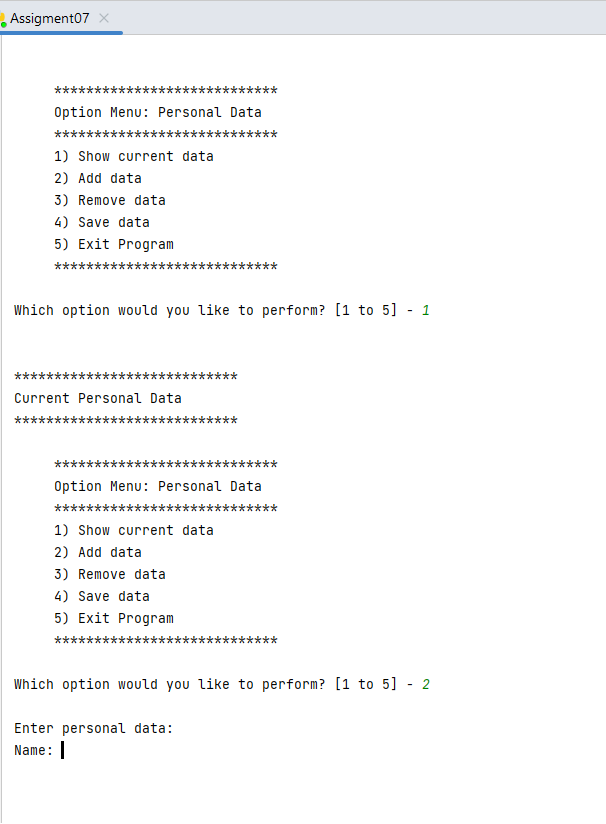 Assigment07
****************************
Option Menu: Personal Data
****************************
1) Show current data
2) Add data
3) Remove data
4) Save data
5) Exit Program
****************************
Which option would you like to perform? [1 to 5] - 1
****************************
Current Personal Data
****************************
****************************
Option Menu: Personal Data
****************************
1) Show current data
2) Add data
3) Remove data
4) Save data
5) Exit Program
****************************
Which option would you like to perform? [1 to 5] - 2
Enter personal data:
Name: